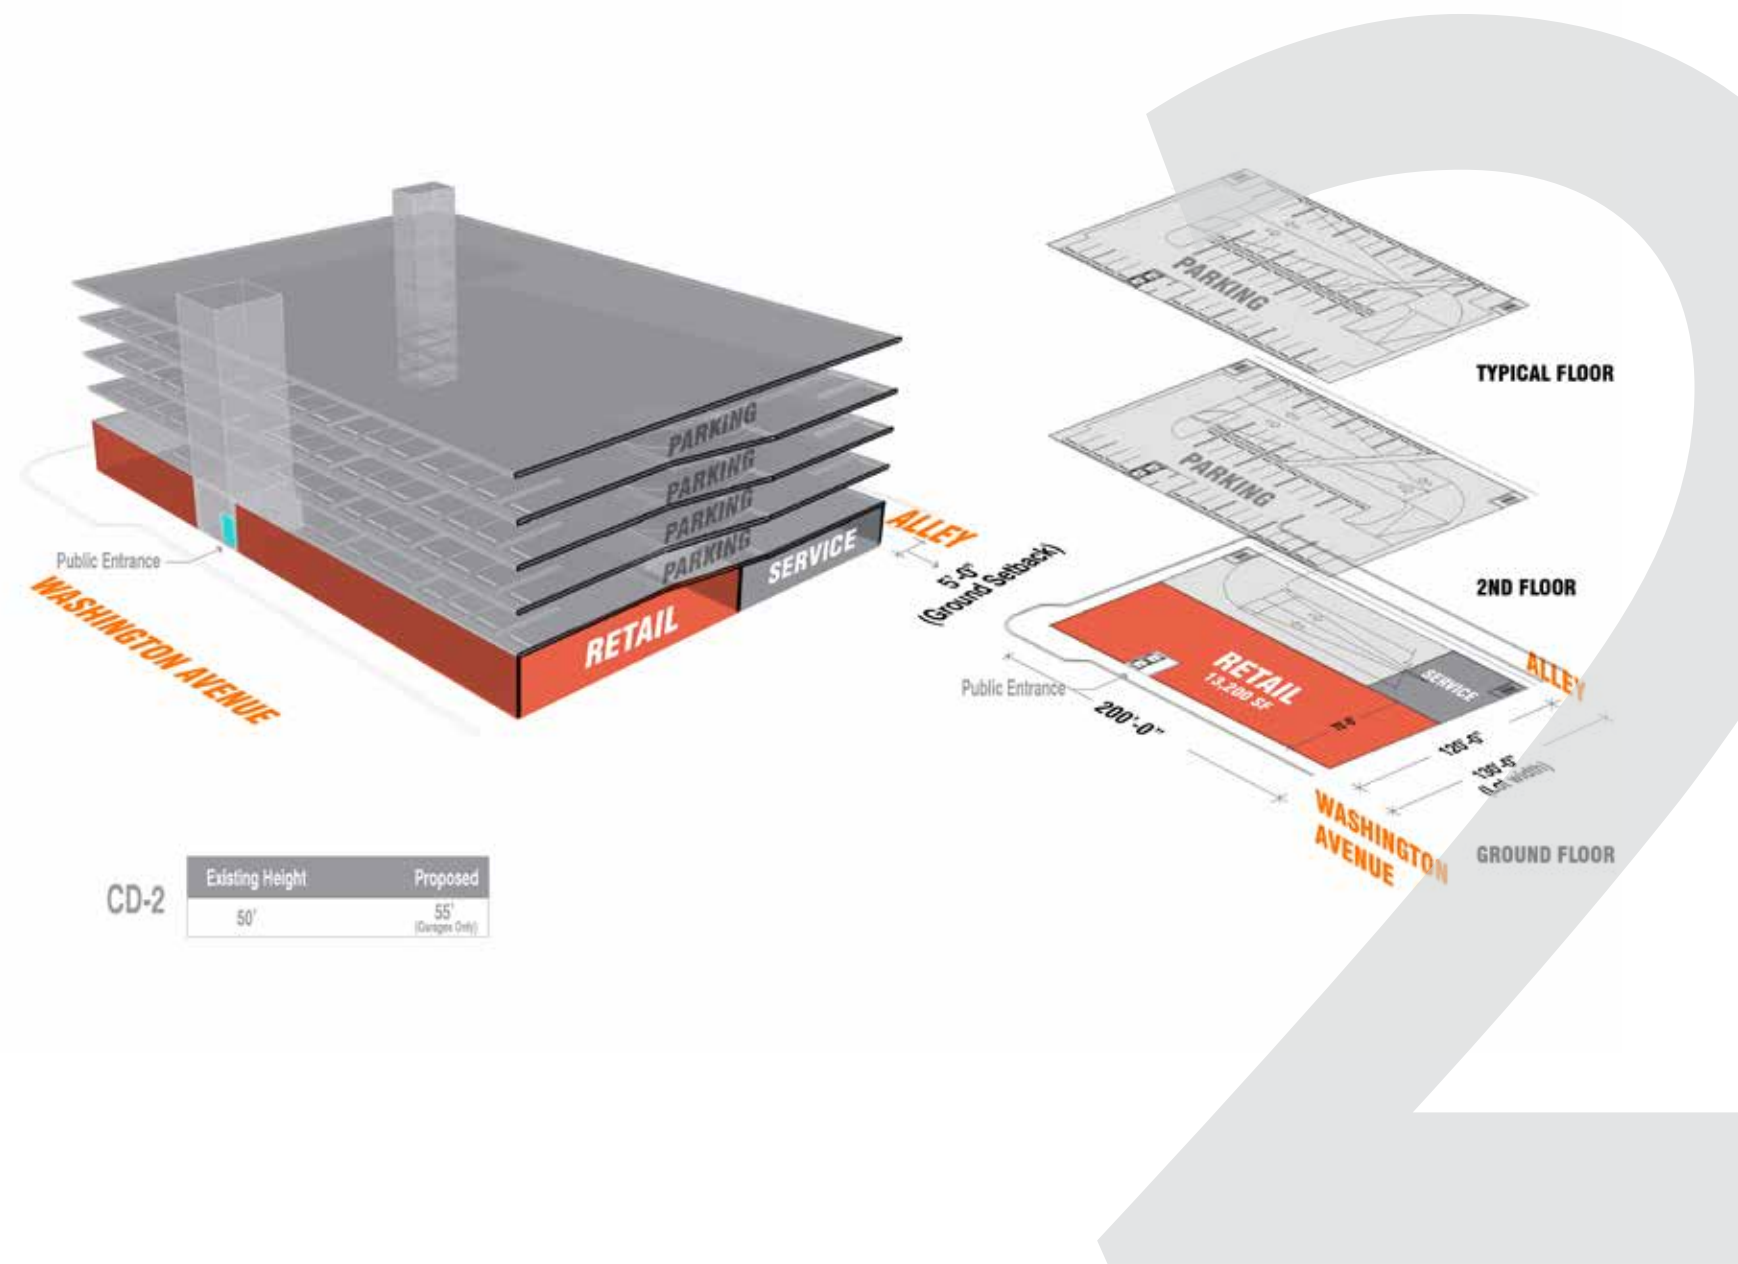 PARKING
PARKING
PARKING
PARKING
RETAIL
SERVICE
ALLEY
5'-0"
(Ground Setback)
Public Entrance
WASHINGTON AVENUE
CD-2
Existing Height
Proposed
50'
55'
(Garages Only)
PARKING
TYPICAL FLOOR
PARKING
2ND FLOOR
RETAIL
13,200 SF
SERVICE
ALLEY
Public Entrance
200'-0"
120'-0"
130'-0"
(Lot width)
WASHINGTON
AVENUE
GROUND FLOOR
2